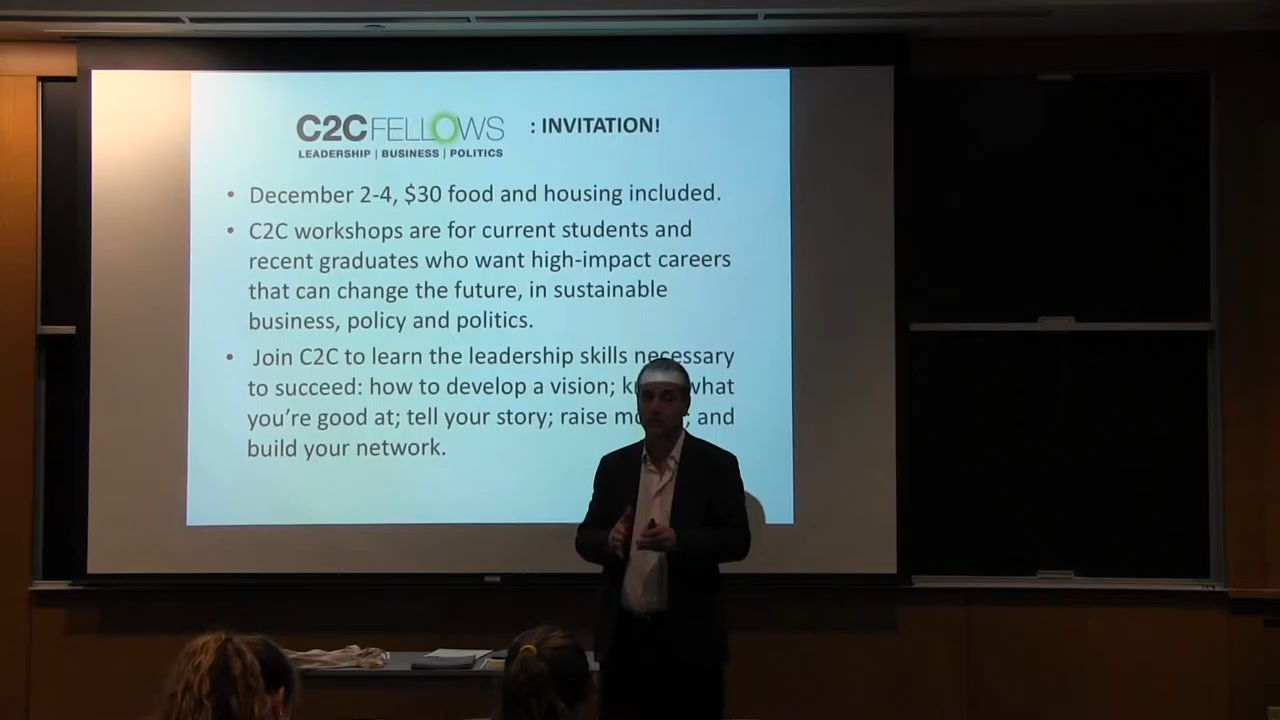 C2C FELLOWS : INVITATION!
LEADERSHIP | BUSINESS | POLITICS
• December 2-4, $30 food and housing included.
• C2C workshops are for current students and
recent graduates who want high-impact careers
that can change the future, in sustainable
business, policy and politics.
• Join C2C to learn the leadership skills necessary
to succeed: how to develop a vision; what
you're good at; tell your story; raise ; and
build your network.